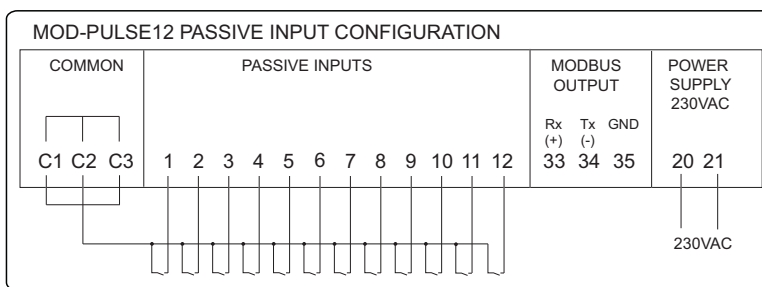 MOD-PULSE12 PASSIVE INPUT CONFIGURATION
COMMON
PASSIVE INPUTS
MODBUS
OUTPUT
POWER
SUPPLY
230VAC
Rx Tx GND
(+) (-)
C1 C2 C3 1 2 3 4 5 6 7 8 9 10 11 12 33 34 35 20 21
230VAC